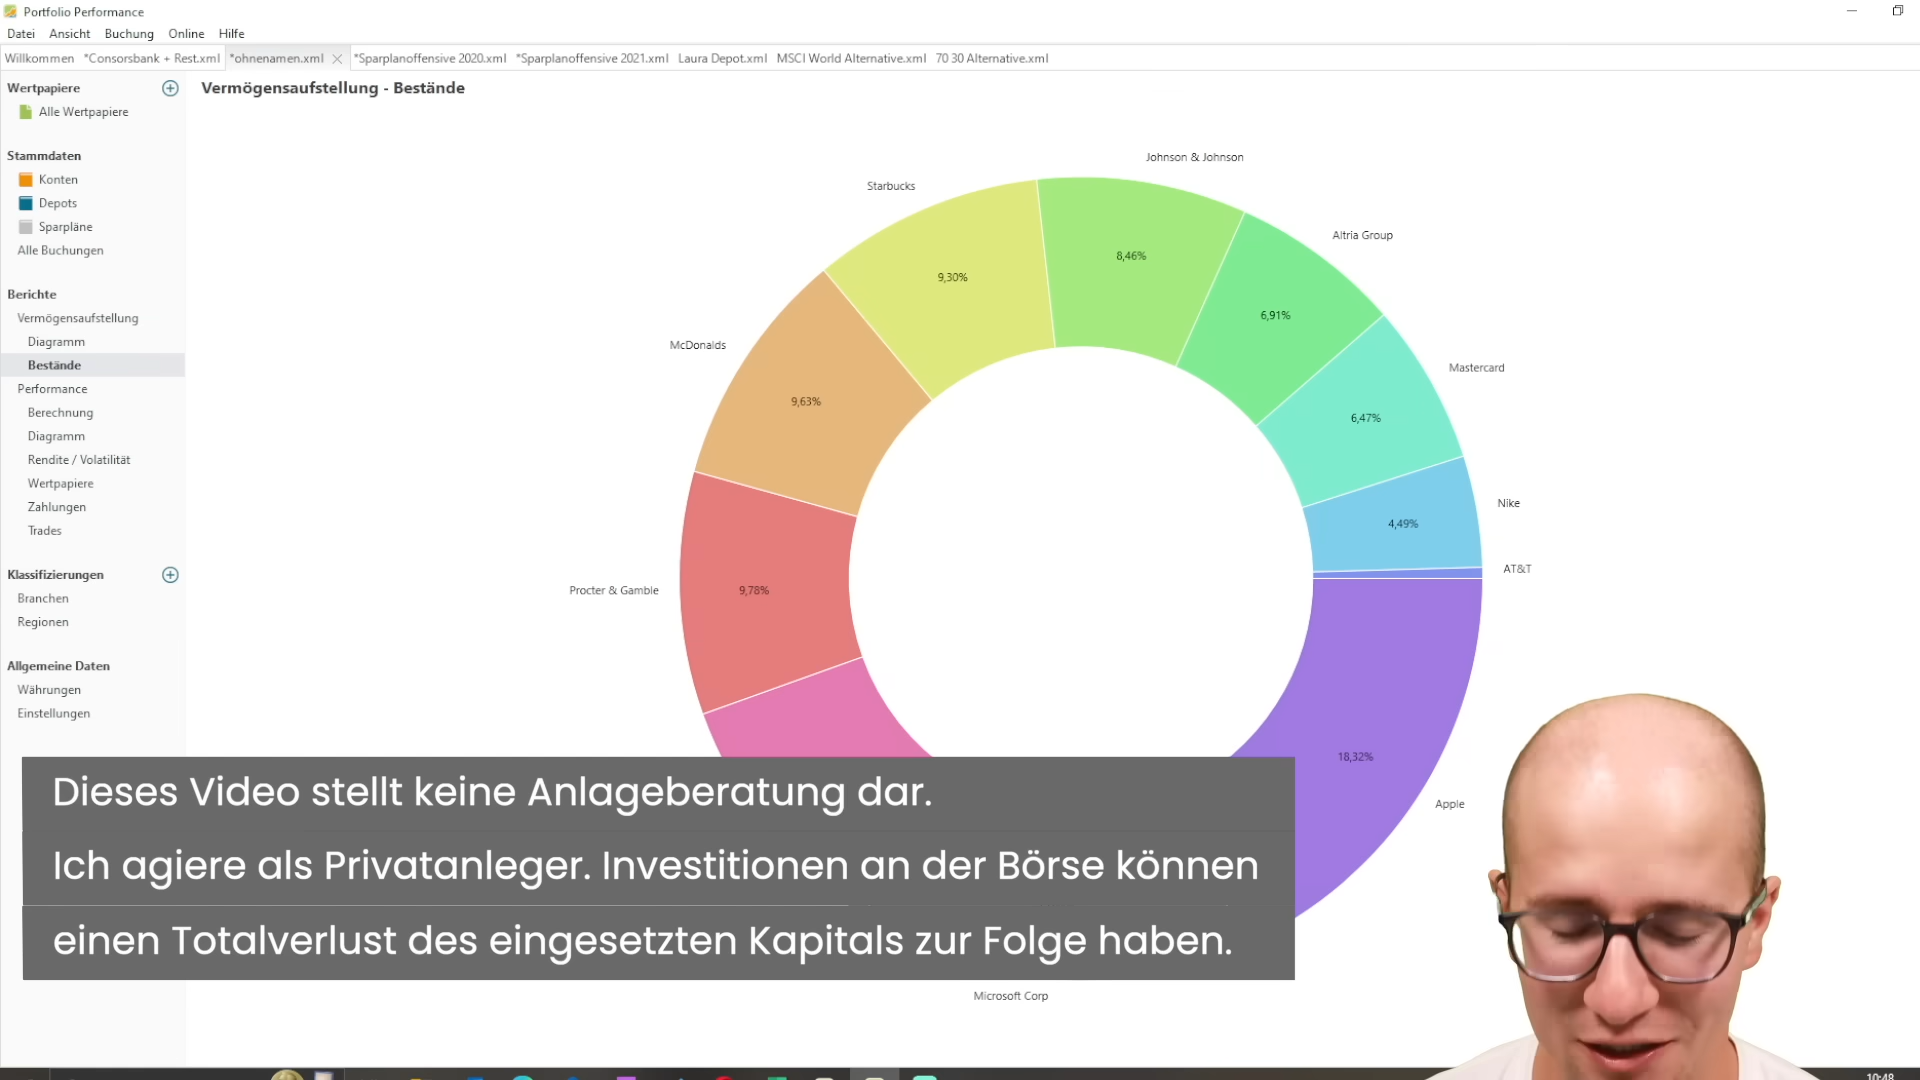 Portfolio Performance
Datei Ansicht Buchung Online Hilfe
Willkommen *Consorsbank + Rest.xml *ohnenamen.xml *Sparplanoffensive 2020.xml *Sparplanoffensive 2021.xml Laura Depot.xml MSCI World Alternative.xml 70 30 Alternative.xml
Wertpapiere
Alle Wertpapiere
Stammdaten
Konten
Depots
Sparpläne
Alle Buchungen
Berichte
Vermögensaufstellung
Diagramm
Bestände
Performance
Berechnung
Diagramm
Rendite / Volatilität
Wertpapiere
Zahlungen
Trades
Klassifizierungen
Branchen
Regionen
Allgemeine Daten
Währungen
Einstellungen
Vermögensaufstellung - Bestände
Johnson & Johnson
Starbucks
Altria Group
8,46%
9,30%
6,91%
McDonalds
Mastercard
9,63%
6,47%
Nike
4,49%
AT&T
Procter & Gamble
9,78%
18,32%
Apple
Dieses Video stellt keine Anlageberatung dar.
Ich agiere als Privatanleger. Investitionen an der Börse können
einen Totalverlust des eingesetzten Kapitals zur Folge haben.
Microsoft Corp
10:48